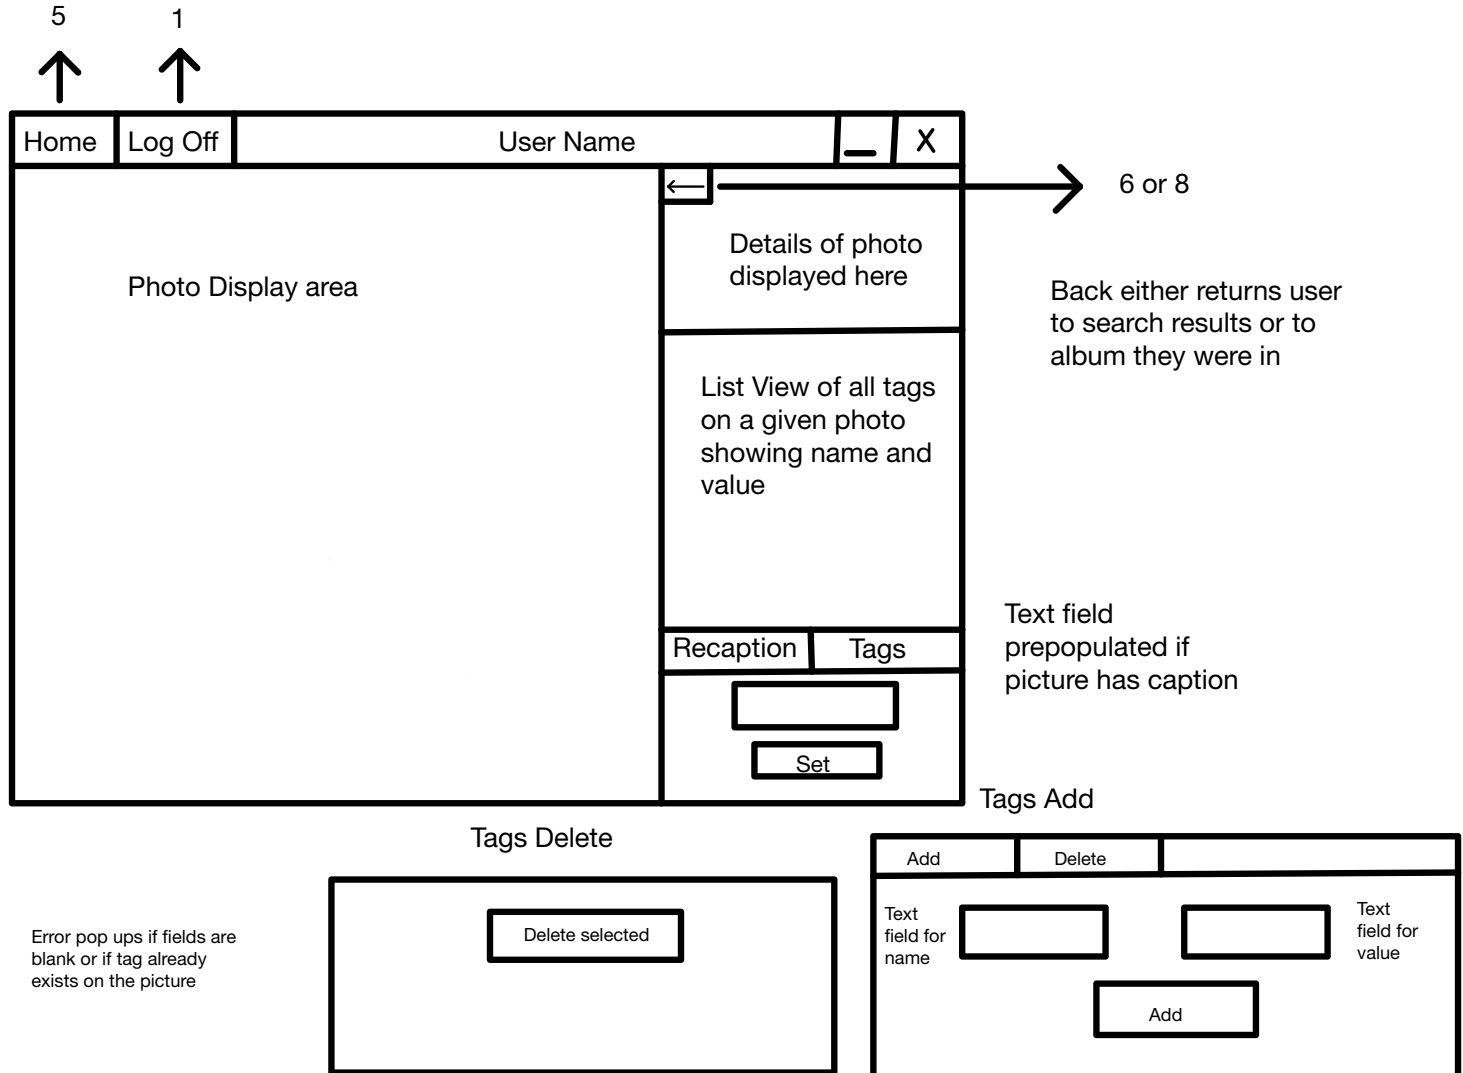 5
1
Home
Log Off
User Name
_
X
←
6 or 8
Details of photo
displayed here
Photo Display area
Back either returns user
to search results or to
album they were in
List View of all tags
on a given photo
showing name and
value
Text field
prepopulated if
picture has caption
Recaption
Tags
Set
Tags Add
Tags Delete
Add
Delete
Delete selected
Error pop ups if fields are
blank or if tag already
exists on the picture
Text
field for
name
Text
field for
value
Add